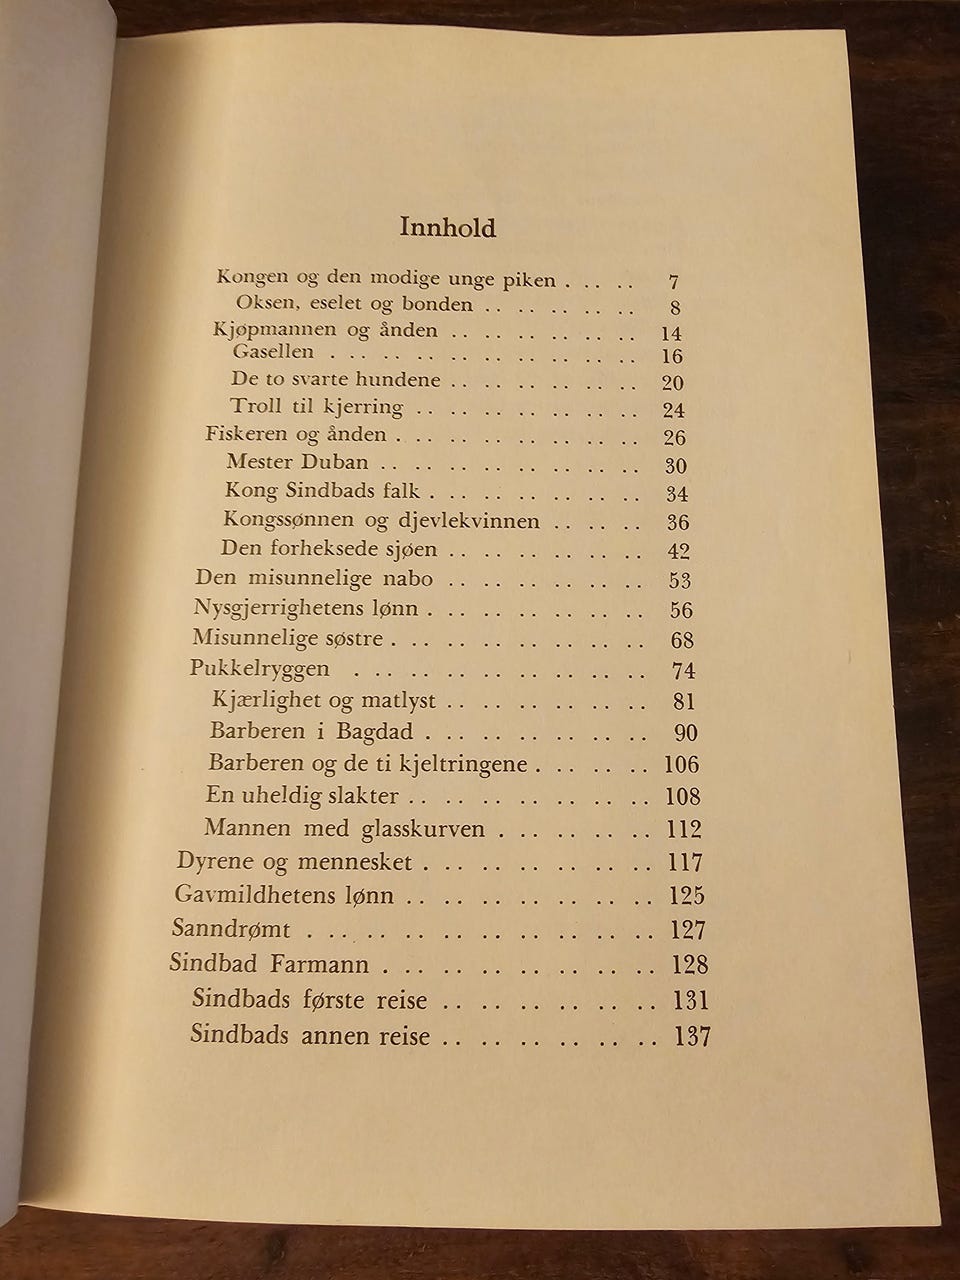 Innhold
Kongen og den modige unge piken . . . . . 7
Oksen, eselet og bonden . . . . . . . . . 8
Kjøpmannen og ånden . . . . . . . . . . . 14
Gasellen . . . . . . . . . . . . . . . . . 16
De to svarte hundene . . . . . . . . . . . 20
Troll til kjerring . . . . . . . . . . . . . 24
Fiskeren og ånden . . . . . . . . . . . . . 26
Mester Duban . . . . . . . . . . . . . . 30
Kong Sindbads falk . . . . . . . . . . . . 34
Kongssønnen og djevlekvinnen . . . . . . 36
Den forheksede sjøen . . . . . . . . . . . 42
Den misunnelige nabo . . . . . . . . . . . 53
Nysgjerrighetens lønn . . . . . . . . . . . . 56
Misunnelige søstre . . . . . . . . . . . . . . 68
Pukkelryggen . . . . . . . . . . . . . . . . 74
Kjærlighet og matlyst . . . . . . . . . . . 81
Barberen i Bagdad . . . . . . . . . . . . 90
Barberen og de ti kjeltringene . . . . . . 106
En uheldig slakter . . . . . . . . . . . . . 108
Mannen med glasskurven . . . . . . . . 112
Dyrene og mennesket . . . . . . . . . . . . 117
Gavmildhetens lønn . . . . . . . . . . . . . 125
Sanndrømt . . . . . . . . . . . . . . . . . 127
Sindbad Farmann . . . . . . . . . . . . . . 128
Sindbads første reise . . . . . . . . . . . . 131
Sindbads annen reise . . . . . . . . . . . . 137